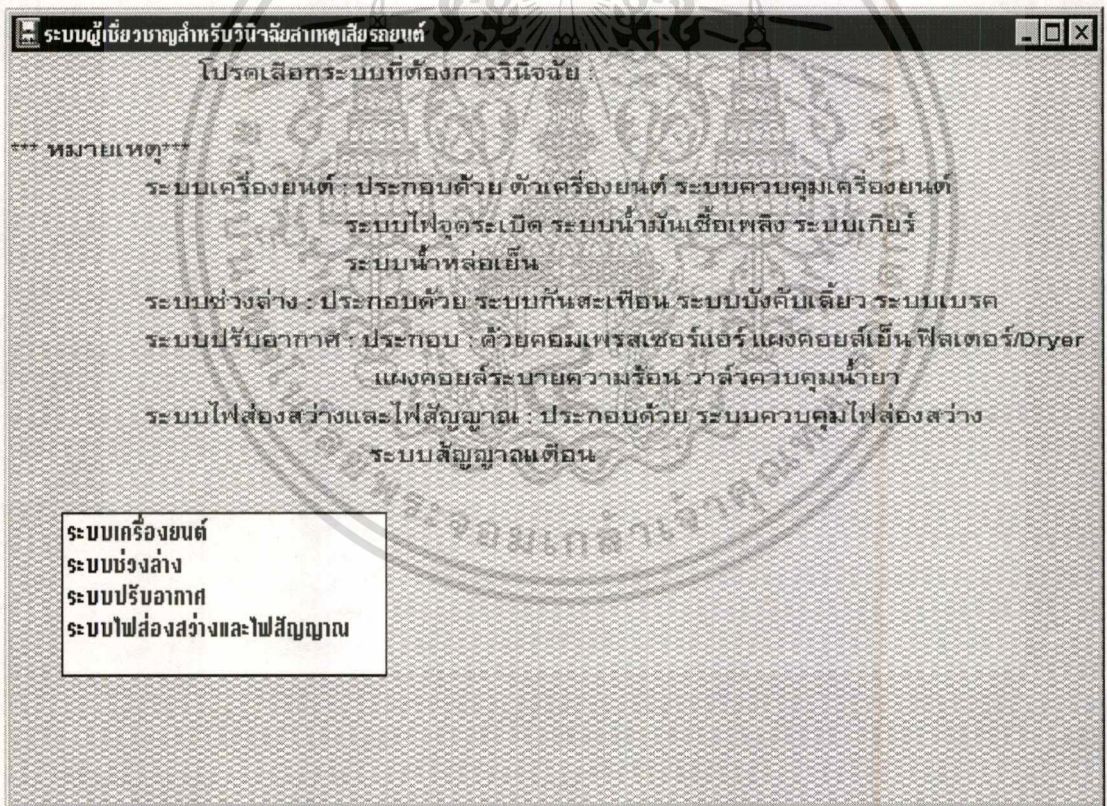 ระบบผู้เชี่ยวชาญสำหรับวินิจฉัยสาเหตุเสียรถยนต์
โปรดเลือกระบบที่ต้องการวินิจฉัย :
*** หมายเหตุ***
ระบบเครื่องยนต์ : ประกอบด้วย ตัวเครื่องยนต์ ระบบควบคุมเครื่องยนต์
ระบบไฟจุดระเบิด ระบบน้ำมันเชื้อเพลิง ระบบเกียร์
ระบบน้ำหล่อเย็น
ระบบช่วงล่าง : ประกอบด้วย ระบบกันสะเทือน ระบบบังคับเลี้ยว ระบบเบรค
ระบบปรับอากาศ : ประกอบ : ด้วยคอมเพรสเซอร์แอร์ แผงคอยล์เย็น ฟิลเตอร์/Dryer
แผงคอยล์ระบายความร้อน วาล์วควบคุมน้ำยา
ระบบไฟส่องสว่างและไฟสัญญาณ : ประกอบด้วย ระบบควบคุมไฟส่องสว่าง
ระบบสัญญาณเตือน
ระบบเครื่องยนต์
ระบบช่วงล่าง
ระบบปรับอากาศ
ระบบไฟส่องสว่างและไฟสัญญาณ